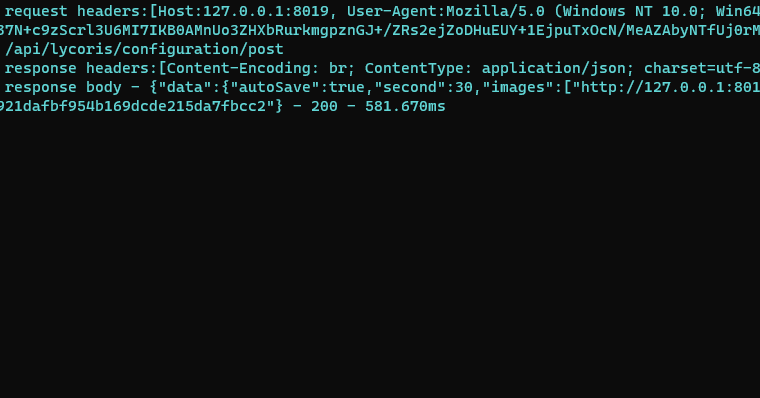 request headers:[Host:127.0.0.1:8019, User-Agent:Mozilla/5.0 (Windows NT 10.0; Win64
37N+c9zScrl3U6MI7IKB0AMnUo3ZHXbRurkmgpznGJ+/ZRs2ejZoDHuEUY+1EjpuTxOcN/MeAZAbyNTfUj0rM
/api/lycoris/configuration/post
response headers:[Content-Encoding: br; ContentType: application/json; charset=utf-8
response body - {"data":{"autoSave":true,"second":30,"images":["http://127.0.0.1:801
921dafbf954b169dcde215da7fbcc2"} - 200 - 581.670ms